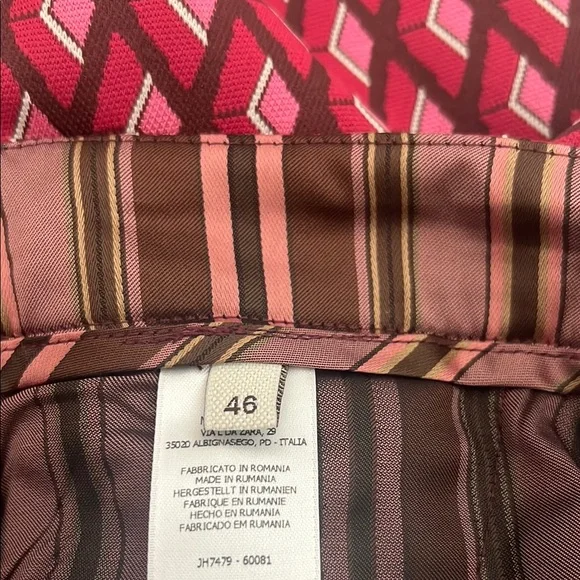 46
VIA L. DA ZARA, 29
35020 ALBIGNASEGO, PD - ITALIA
FABBRICATO IN ROMANIA
MADE IN RUMANIA
HERGESTELLT IN RUMANIEN
FABRIQUE EN RUMANIE
HECHO EN RUMANIA
FABRICADO EM RUMANIA
JH7479 - 60081